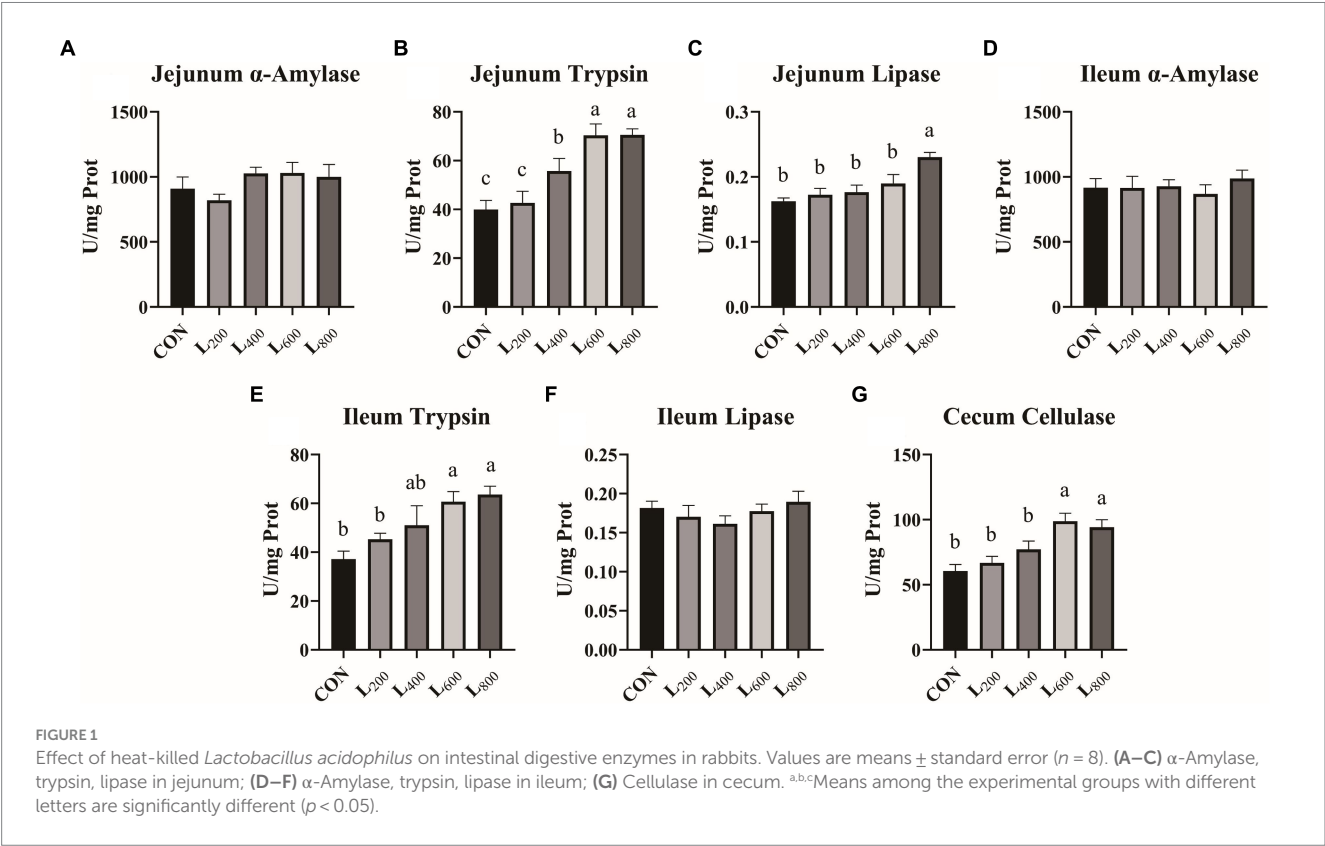 A
Jejunum α-Amylase
U/mg Prot
1500
1000
500
0
CON
L200
L400
L600
L800
B
Jejunum Trypsin
U/mg Prot
80
60
40
20
0
c
c
b
a
a
CON
L200
L400
L600
L800
C
Jejunum Lipase
U/mg Prot
0.3
0.2
0.1
0.0
b
b
b
b
a
CON
L200
L400
L600
L800
D
Ileum α-Amylase
U/mg Prot
1500
1000
500
0
CON
L200
L400
L600
L800
E
Ileum Trypsin
U/mg Prot
80
60
40
20
0
b
b
ab
a
a
CON
L200
L400
L600
L800
F
Ileum Lipase
U/mg Prot
0.25
0.20
0.15
0.10
0.05
0.00
CON
L200
L400
L600
L800
G
Cecum Cellulase
U/mg Prot
150
100
50
0
b
b
b
a
a
CON
L200
L400
L600
L800
FIGURE 1
Effect of heat-killed Lactobacillus acidophilus on intestinal digestive enzymes in rabbits. Values are means ± standard error (n = 8). (A–C) α-Amylase,
trypsin, lipase in jejunum; (D–F) α-Amylase, trypsin, lipase in ileum; (G) Cellulase in cecum. a,b,cMeans among the experimental groups with different
letters are significantly different (p < 0.05).